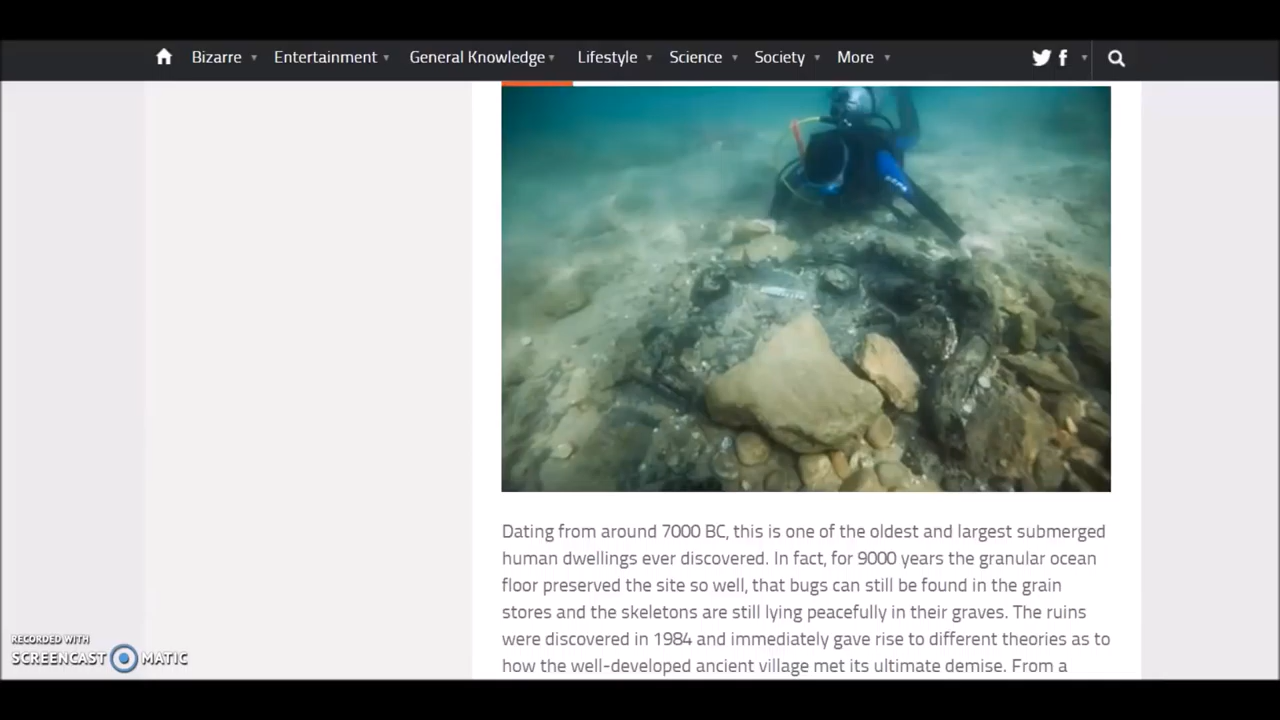 Bizarre Entertainment General Knowledge Lifestyle Science Society More
Dating from around 7000 BC, this is one of the oldest and largest submerged
human dwellings ever discovered. In fact, for 9000 years the granular ocean
floor preserved the site so well, that bugs can still be found in the grain
stores and the skeletons are still lying peacefully in their graves. The ruins
were discovered in 1984 and immediately gave rise to different theories as to
how the well-developed ancient village met its ultimate demise. From a
RECORDED WITH
SCREENCAST MATIC